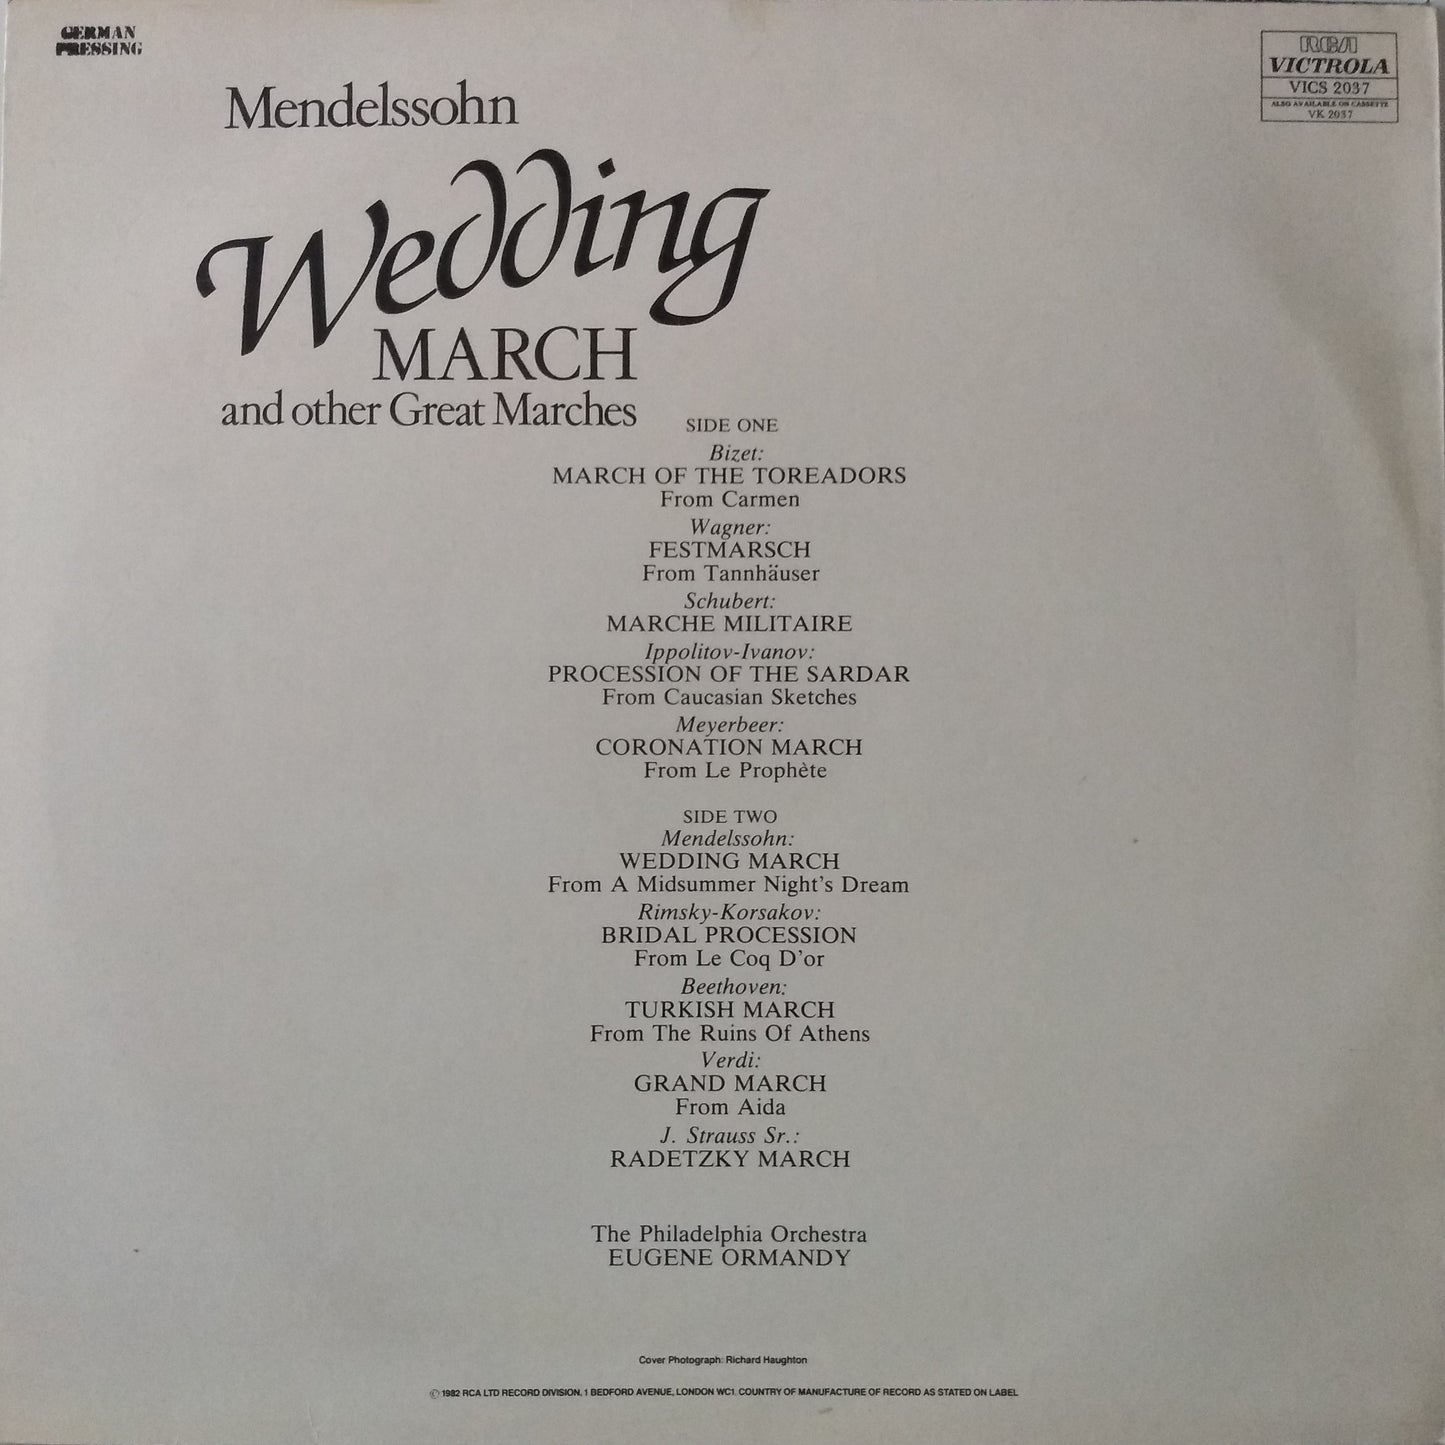 GERMAN
PRESSING
RCA
VICTROLA
VICS 2037
ALSO AVAILABLE ON CASSETTE
VK 2037
Mendelssohn
Wedding
MARCH
and other Great Marches
SIDE ONE
Bizet:
MARCH OF THE TOREADORS
From Carmen
Wagner:
FESTMARSCH
From Tannhäuser
Schubert:
MARCHE MILITAIRE
Ippolitov-Ivanov:
PROCESSION OF THE SARDAR
From Caucasian Sketches
Meyerbeer:
CORONATION MARCH
From Le Prophète
SIDE TWO
Mendelssohn:
WEDDING MARCH
From A Midsummer Night's Dream
Rimsky-Korsakov:
BRIDAL PROCESSION
From Le Coq D'or
Beethoven:
TURKISH MARCH
From The Ruins Of Athens
Verdi:
GRAND MARCH
From Aida
J. Strauss Sr.:
RADETZKY MARCH
The Philadelphia Orchestra
EUGENE ORMANDY
Cover Photograph: Richard Haughton
© 1982 RCA LTD RECORD DIVISION, 1 BEDFORD AVENUE, LONDON WC1. COUNTRY OF MANUFACTURE OF RECORD AS STATED ON LABEL